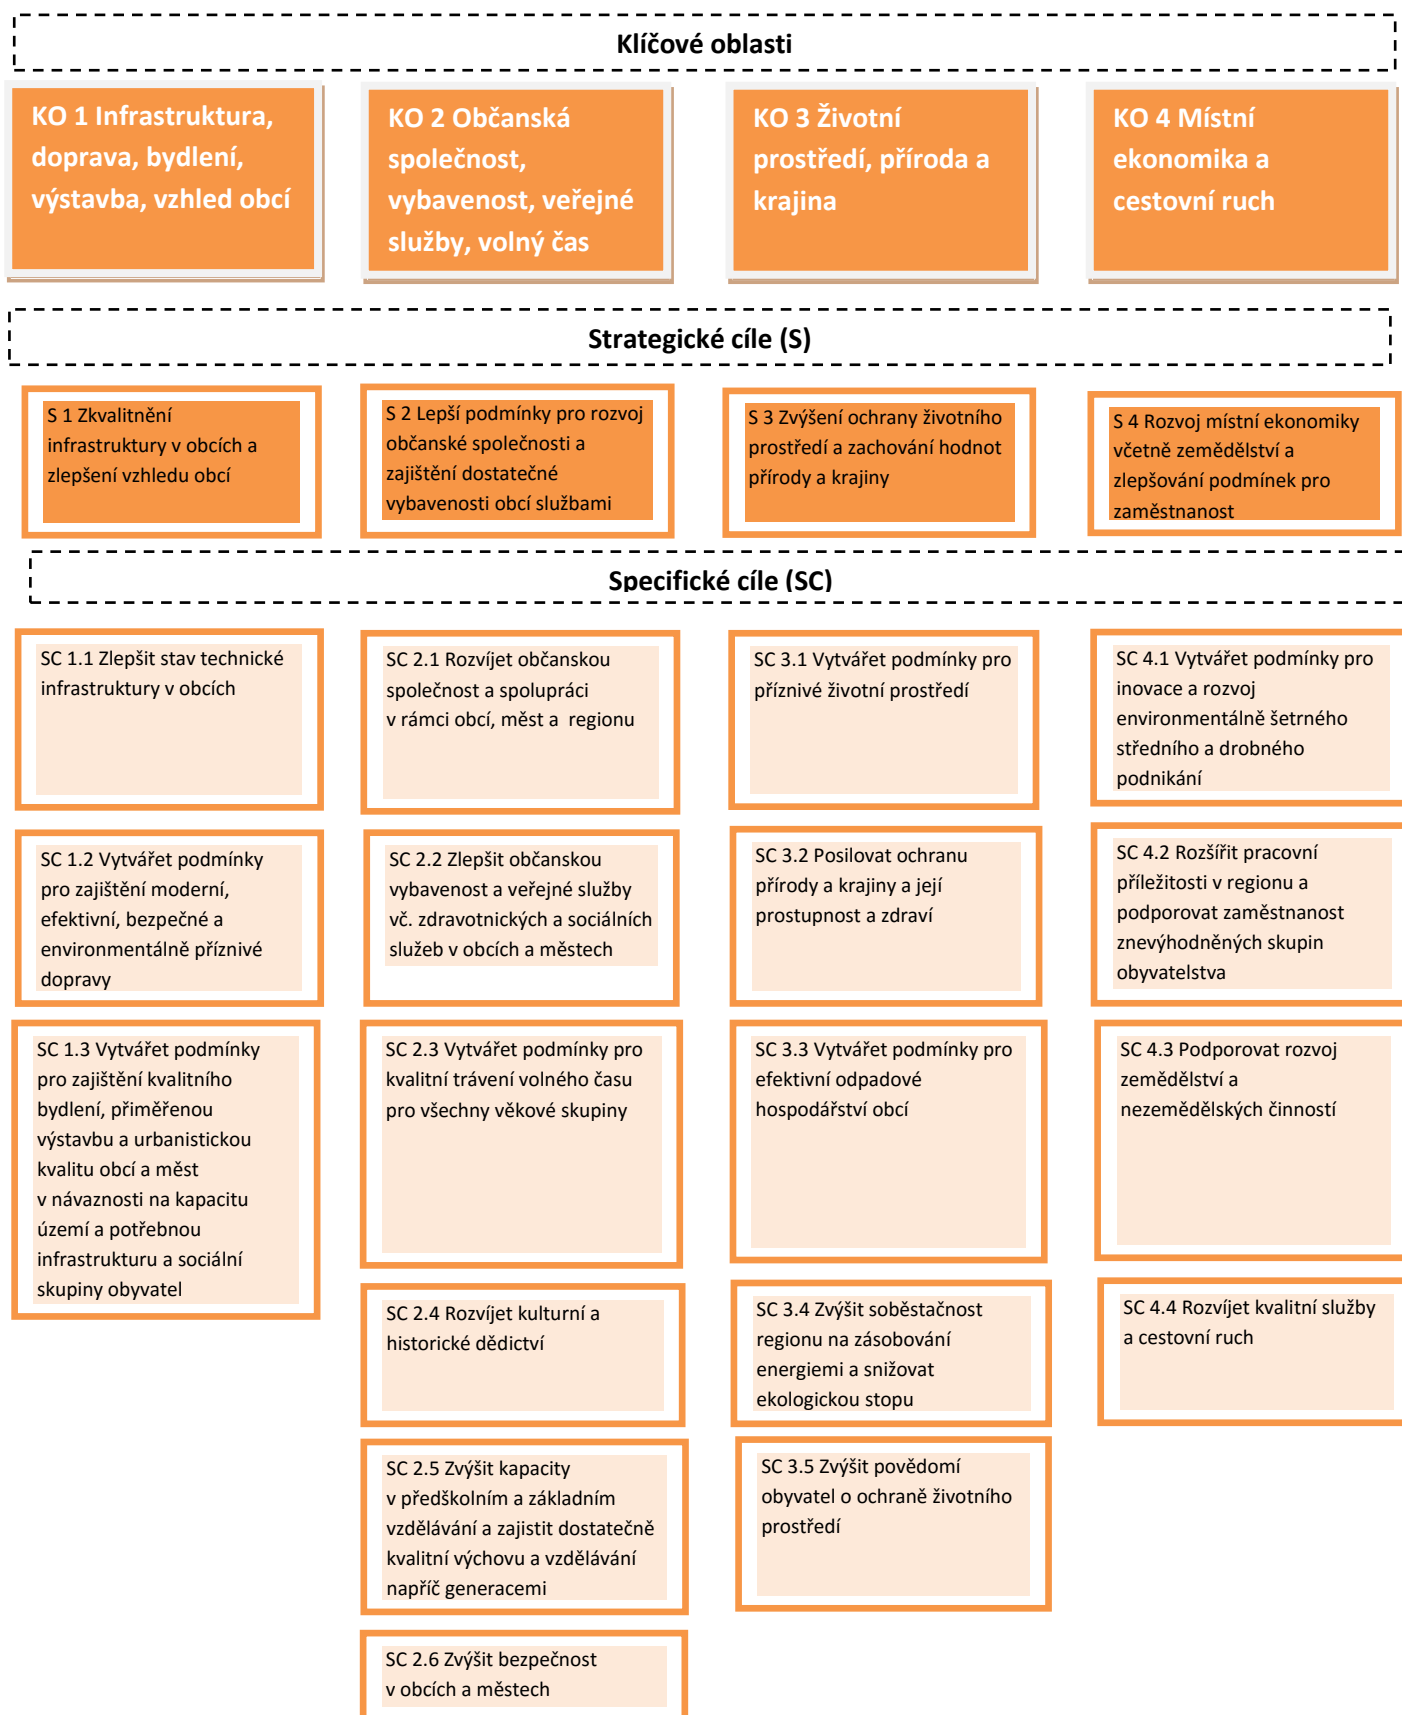 Klíčové oblasti
KO 1 Infrastruktura,
doprava, bydlení,
výstavba, vzhled obcí
KO 2 Občanská
společnost,
vybavenost, veřejné
služby, volný čas
KO 3 Životní
prostředí, příroda a
krajina
KO 4 Místní
ekonomika a
cestovní ruch
Strategické cíle (S)
S 1 Zkvalitnění
infrastruktury v obcích a
zlepšení vzhledu obcí
S 2 Lepší podmínky pro rozvoj
občanské společnosti a
zajištění dostatečné
vybavenosti obcí službami
S 3 Zvýšení ochrany životního
prostředí a zachování hodnot
přírody a krajiny
S 4 Rozvoj místní ekonomiky
včetně zemědělství a
zlepšování podmínek pro
zaměstnanost
Specifické cíle (SC)
SC 1.1 Zlepšit stav technické
infrastruktury v obcích
SC 2.1 Rozvíjet občanskou
společnost a spolupráci
v rámci obcí, měst a  regionu
SC 3.1 Vytvářet podmínky pro
příznivé životní prostředí
SC 4.1 Vytvářet podmínky pro
inovace a rozvoj
environmentálně šetrného
středního a drobného
podnikání
SC 1.2 Vytvářet podmínky
pro zajištění moderní,
efektivní, bezpečné a
environmentálně příznivé
dopravy
SC 2.2 Zlepšit občanskou
vybavenost a veřejné služby
vč. zdravotnických a sociálních
služeb v obcích a městech
SC 3.2 Posilovat ochranu
přírody a krajiny a její
prostupnost a zdraví
SC 4.2 Rozšířit pracovní
příležitosti v regionu a
podporovat zaměstnanost
znevýhodněných skupin
obyvatelstva
SC 1.3 Vytvářet podmínky
pro zajištění kvalitního
bydlení, přiměřenou
výstavbu a urbanistickou
kvalitu obcí a měst
v návaznosti na kapacitu
území a potřebnou
infrastrukturu a sociální
skupiny obyvatel
SC 2.3 Vytvářet podmínky pro
kvalitní trávení volného času
pro všechny věkové skupiny
SC 3.3 Vytvářet podmínky pro
efektivní odpadové
hospodářství obcí
SC 4.3 Podporovat rozvoj
zemědělství a
nezemědělských činností
SC 2.4 Rozvíjet kulturní a
historické dědictví
SC 3.4 Zvýšit soběstačnost
regionu na zásobování
energiemi a snižovat
ekologickou stopu
SC 4.4 Rozvíjet kvalitní služby
a cestovní ruch
SC 2.5 Zvýšit kapacity
v předškolním a základním
vzdělávání a zajistit dostatečně
kvalitní výchovu a vzdělávání
napříč generacemi
SC 3.5 Zvýšit povědomí
obyvatel o ochraně životního
prostředí
SC 2.6 Zvýšit bezpečnost
v obcích a městech